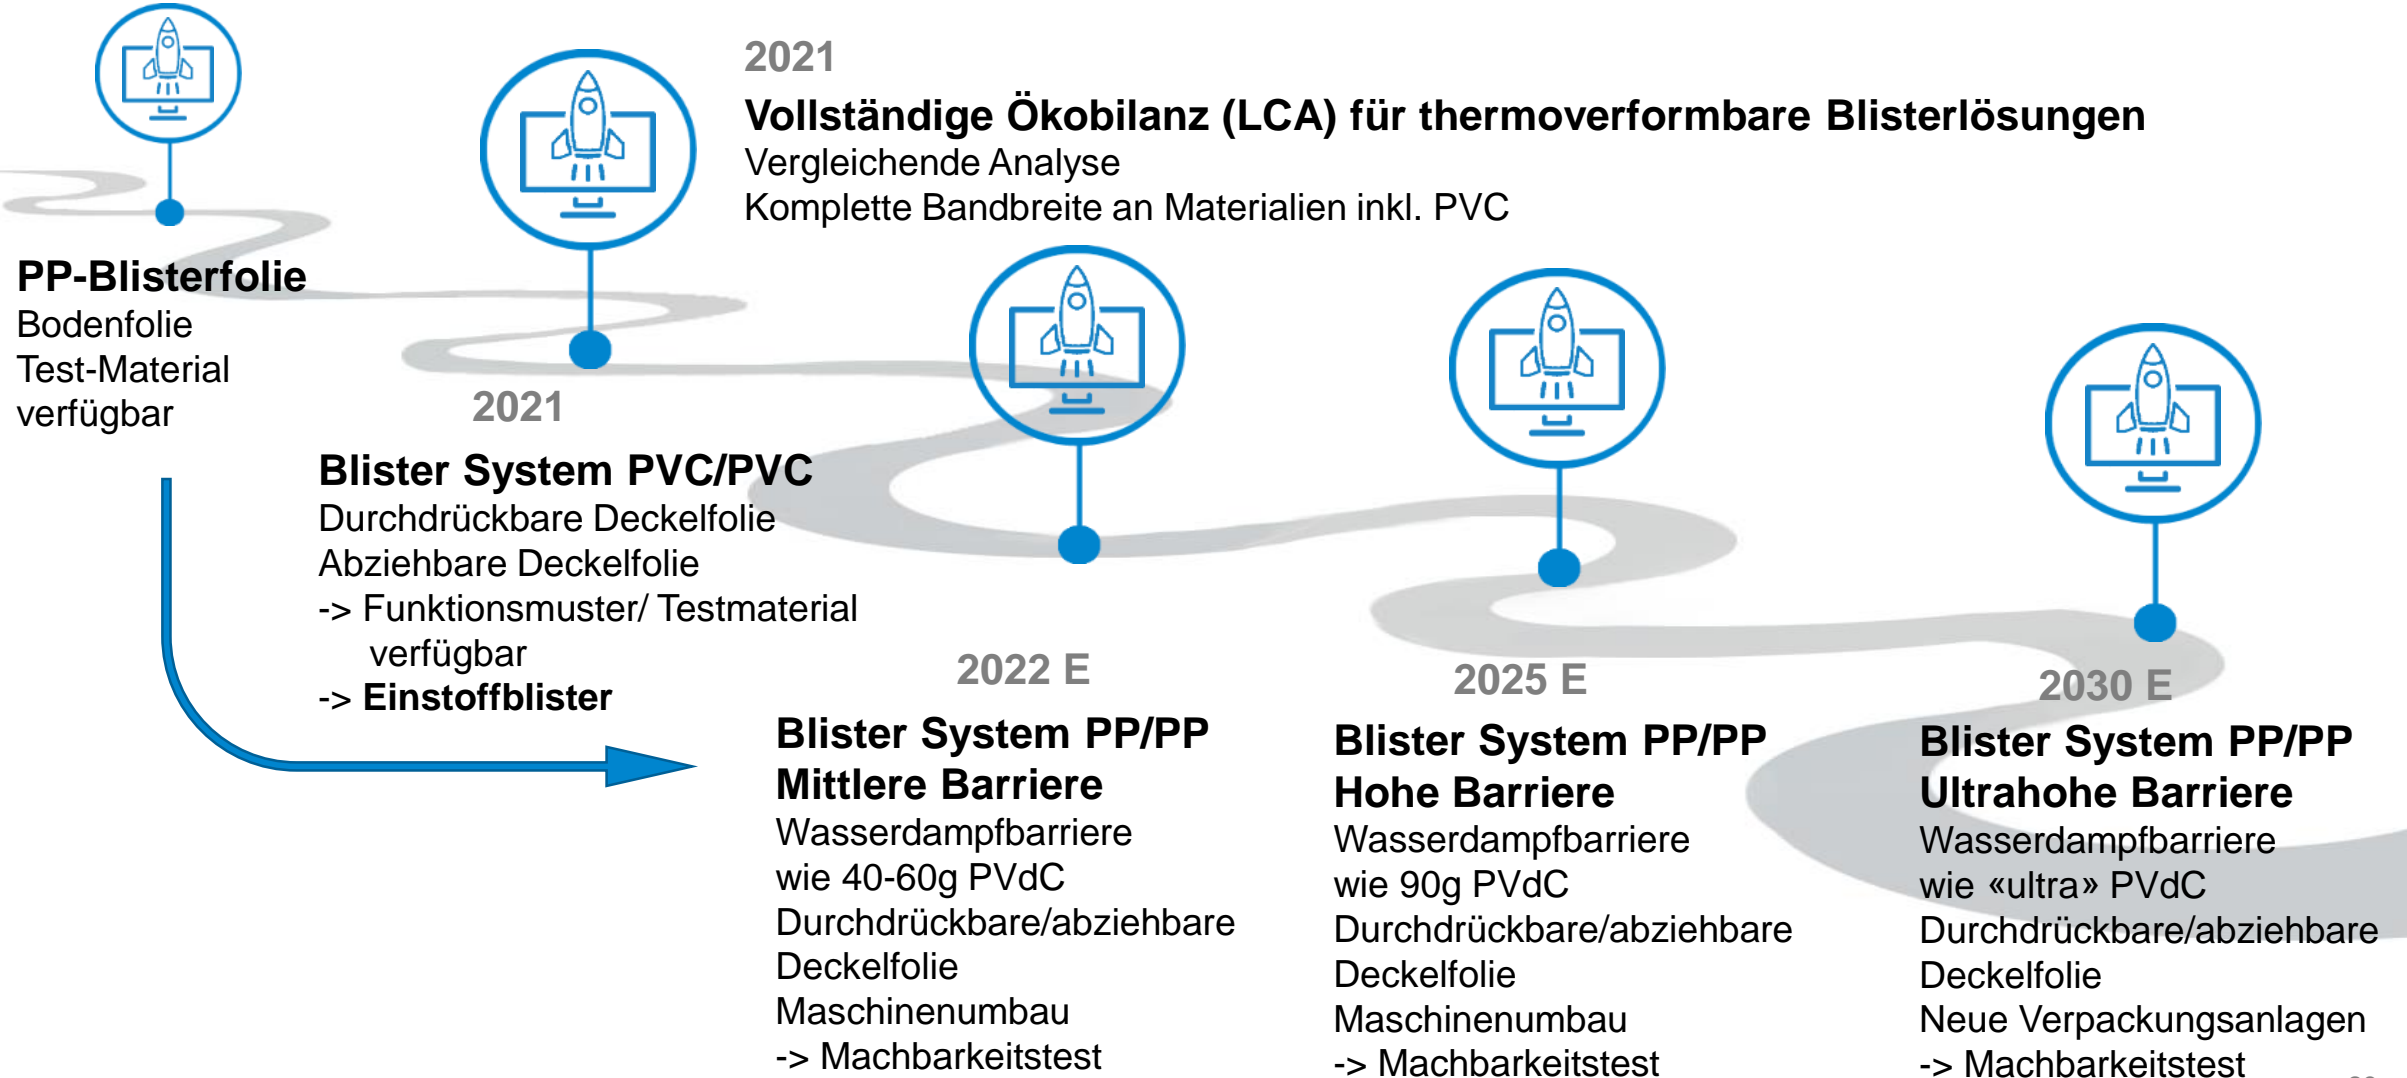 2021
Vollständige Ökobilanz (LCA) für thermoverformbare Blisterlösungen
Vergleichende Analyse
Komplette Bandbreite an Materialien inkl. PVC
PP-Blisterfolie
Bodenfolie
Test-Material
verfügbar
2021
Blister System PVC/PVC
Durchdrückbare Deckelfolie
Abziehbare Deckelfolie
-> Funktionsmuster/ Testmaterial
verfügbar
-> Einstoffblister
2022 E
Blister System PP/PP
Mittlere Barriere
Wasserdampfbarriere
wie 40-60g PVdC
Durchdrückbare/abziehbare
Deckelfolie
Maschinenumbau
-> Machbarkeitstest
2025 E
Blister System PP/PP
Hohe Barriere
Wasserdampfbarriere
wie 90g PVdC
Durchdrückbare/abziehbare
Deckelfolie
Maschinenumbau
-> Machbarkeitstest
2030 E
Blister System PP/PP
Ultrahohe Barriere
Wasserdampfbarriere
wie «ultra» PVdC
Durchdrückbare/abziehbare
Deckelfolie
Neue Verpackungsanlagen
-> Machbarkeitstest